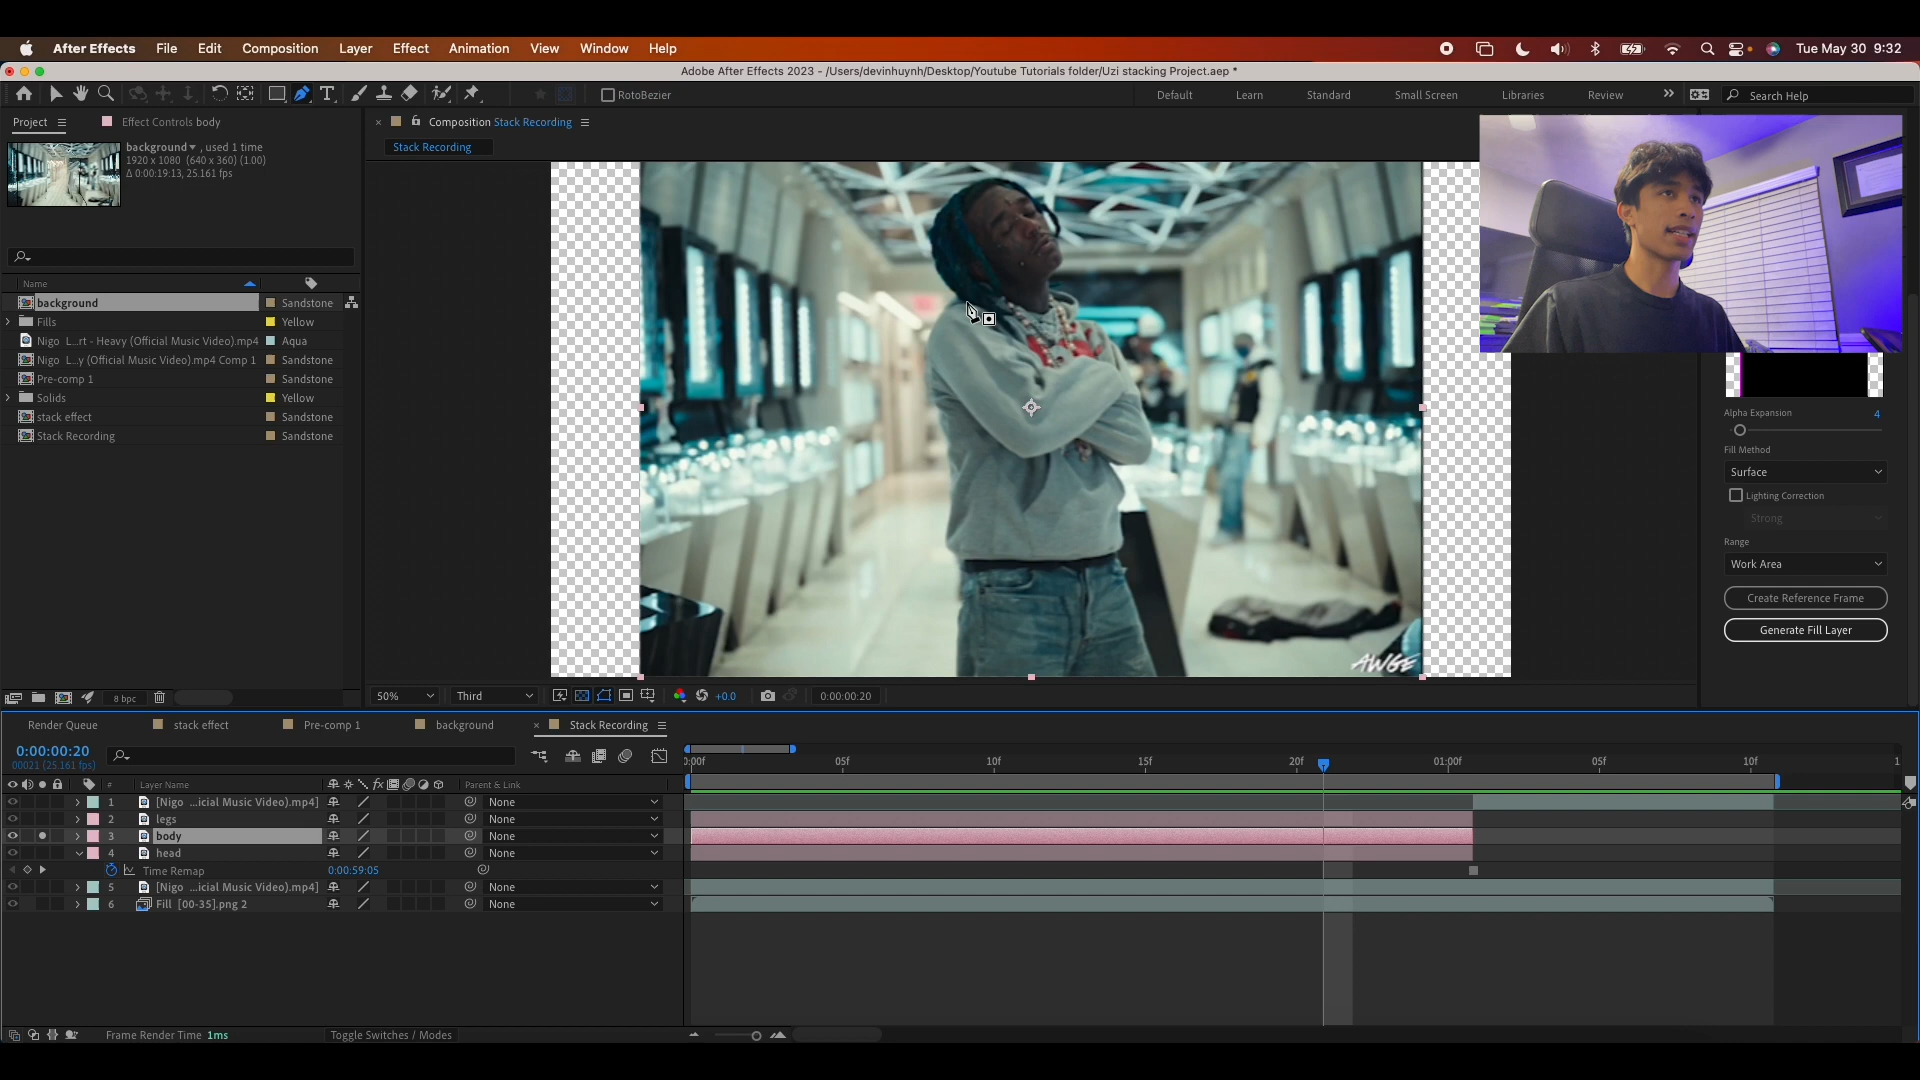 After Effects File Edit Composition Layer Effect Animation View Window Help Tue May 30 9:32
Adobe After Effects 2023 - /Users/devinhuynh/Desktop/Youtube Tutorials folder/Uzi stacking Project.aep *
RotoBezier Default Learn Standard Small Screen Libraries Review Search Help
Project Effect Controls body
Composition Stack Recording
Stack Recording
background , used 1 time
1920 x 1080 (640 x 360) (1.00)
Δ 0:00:19:13, 25.161 fps
Name
background Sandstone
Fills Yellow
Nigo L...rt - Heavy (Official Music Video).mp4 Aqua
Nigo L...y (Official Music Video).mp4 Comp 1 Sandstone
Pre-comp 1 Sandstone
Solids Yellow
stack effect Sandstone
Stack Recording Sandstone
8 bpc
AWGE
50% Third +0.0 0:00:00:20
Alpha Expansion 4
Fill Method
Surface
Lighting Correction
Strong
Range
Work Area
Create Reference Frame
Generate Fill Layer
Render Queue stack effect Pre-comp 1 background Stack Recording
0:00:00:20
00021 (25.161 fps)
):00f 05f 10f 15f 20f 01:00f 05f 10f 1
# Layer Name fx Parent & Link
1 [Nigo ...icial Music Video).mp4] None
2 legs None
3 body None
4 head None
Time Remap 0:00:59:05
5 [Nigo ...icial Music Video).mp4] None
6 Fill [00-35].png 2 None
Frame Render Time 1ms Toggle Switches / Modes